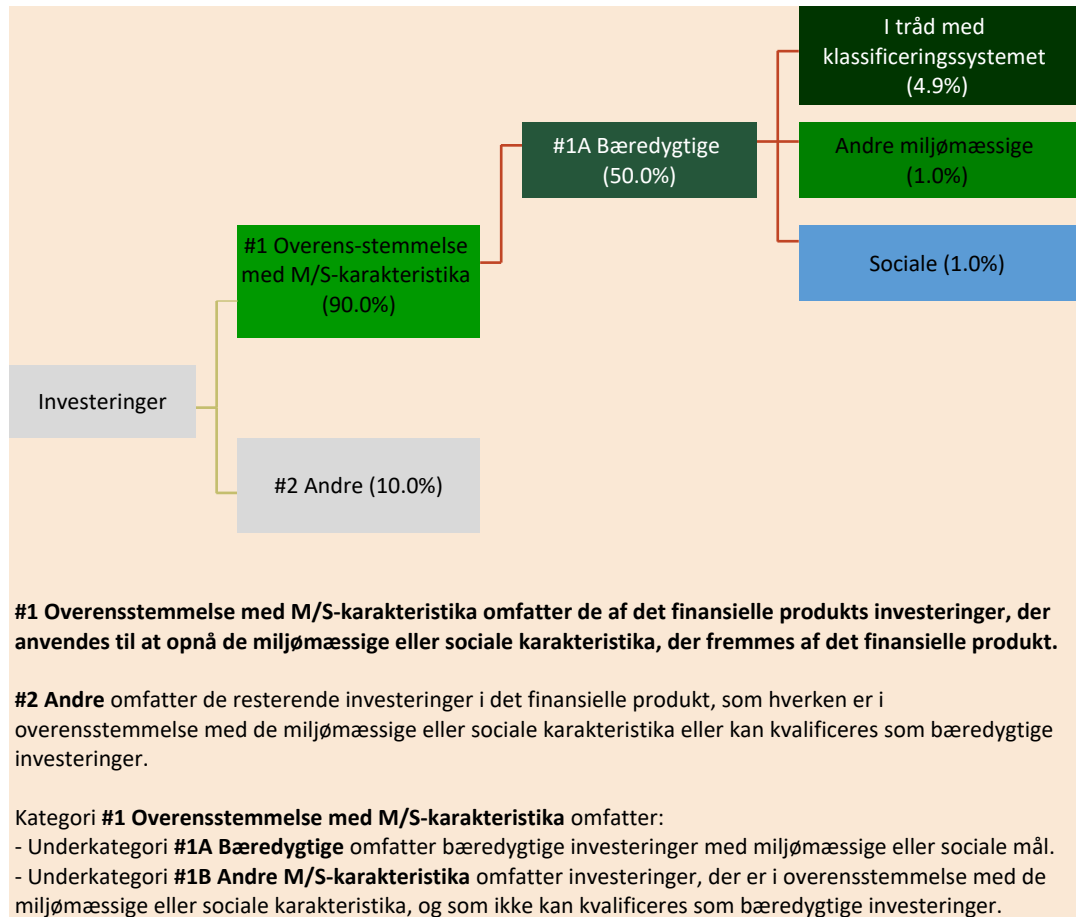 I tråd med
klassificeringssystemet
(4.9%)
#1A Bæredygtige
(50.0%)
Andre miljømæssige
(1.0%)
#1 Overens-stemmelse
med M/S-karakteristika
(90.0%)
Sociale (1.0%)
Investeringer
#2 Andre (10.0%)
#1 Overensstemmelse med M/S-karakteristika omfatter de af det finansielle produkts investeringer, der
anvendes til at opnå de miljømæssige eller sociale karakteristika, der fremmes af det finansielle produkt.
#2 Andre omfatter de resterende investeringer i det finansielle produkt, som hverken er i
overensstemmelse med de miljømæssige eller sociale karakteristika eller kan kvalificeres som bæredygtige
investeringer.
Kategori #1 Overensstemmelse med M/S-karakteristika omfatter:
- Underkategori #1A Bæredygtige omfatter bæredygtige investeringer med miljømæssige eller sociale mål.
- Underkategori #1B Andre M/S-karakteristika omfatter investeringer, der er i overensstemmelse med de
miljømæssige eller sociale karakteristika, og som ikke kan kvalificeres som bæredygtige investeringer.